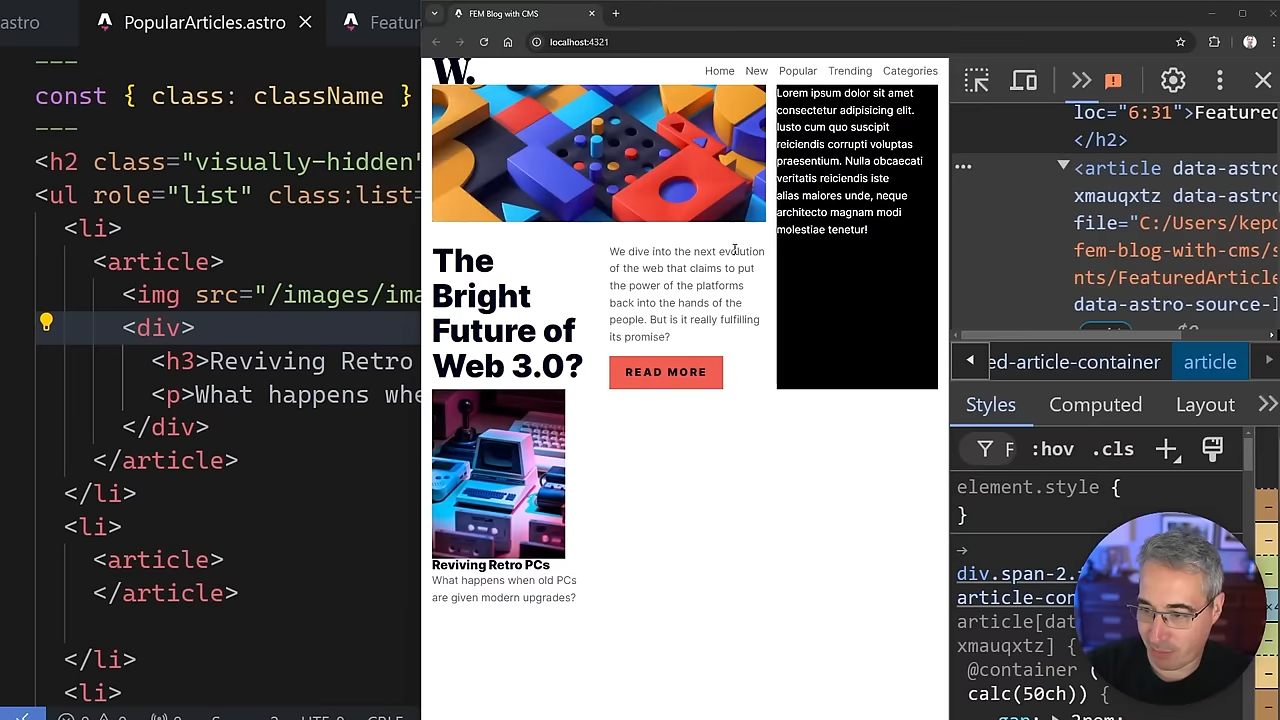 astro
PopularArticles.astro
Featur
---
const { class: className }
---
<h2 class="visually-hidden"
<ul role="list" class:list=
<li>
<article>
<img src="/images/ima
<div>
<h3>Reviving Retro
<p>What happens whe
</div>
</article>
</li>
<li>
<article>
</article>
</li>
<li>
FEM Blog with CMS
localhost:4321
W.
Home New Popular Trending Categories
Lorem ipsum dolor sit amet
consectetur adipisicing elit.
Iusto cum quo suscipit
reiciendis corrupti voluptas
praesentium. Nulla obcaecati
veritatis reiciendis iste
alias maiores unde, neque
architecto magnam modi
molestiae tenetur!
The
Bright
Future of
Web 3.0?
We dive into the next evolution
of the web that claims to put
the power of the platforms
back into the hands of the
people. But is it really fulfilling
its promise?
READ MORE
Reviving Retro PCs
What happens when old PCs
are given modern upgrades?
loc="6:31">Featured
</h2>
<article data-astro
xmauqxtz data-astro
file="C:/Users/kepo
fem-blog-with-cms/s
nts/FeaturedArticle
data-astro-source-l
ed-article-container article
Styles Computed Layout
F :hov .cls
element.style {
}
div.span-2.
article-con
article[dat
xmauqxtz] {
@container (
calc(50ch)) {